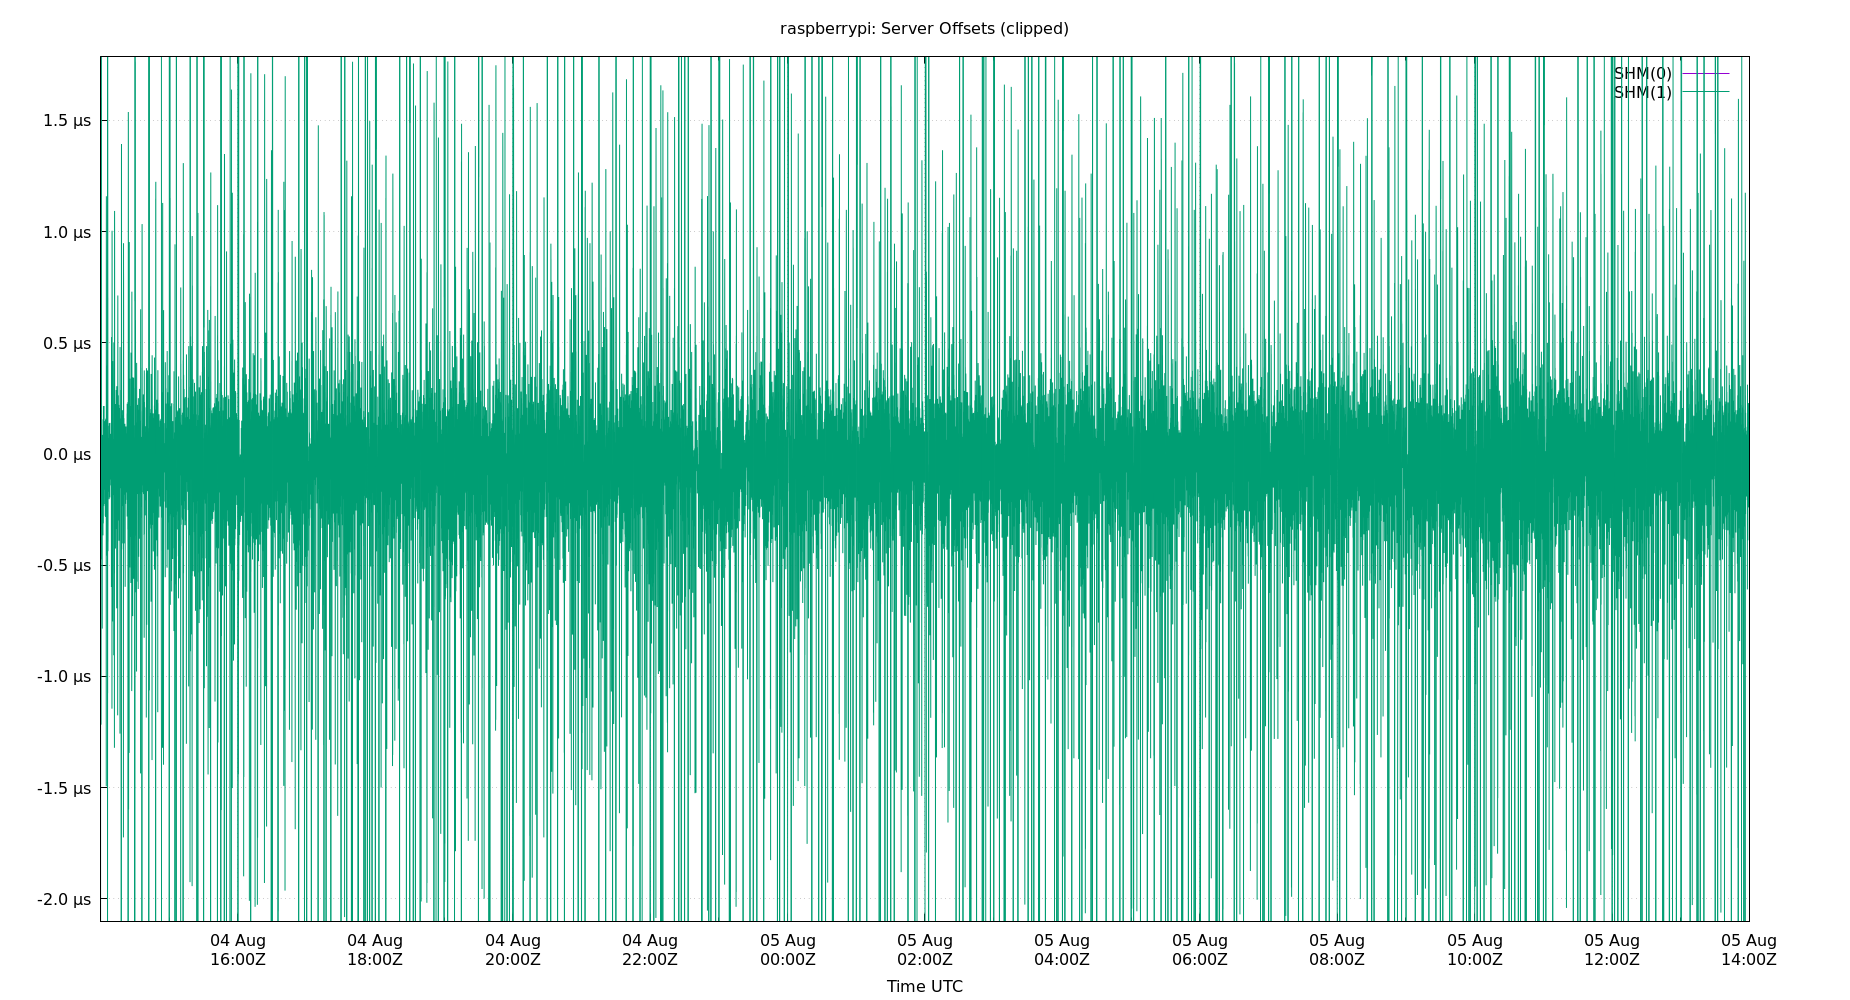 raspberrypi: Server Offsets (clipped)
SHM(0)
SHM(1)
1.5 µs
1.0 µs
0.5 µs
0.0 µs
-0.5 µs
-1.0 µs
-1.5 µs
-2.0 µs
04 Aug 04 Aug 04 Aug 04 Aug 05 Aug 05 Aug 05 Aug 05 Aug 05 Aug 05 Aug 05 Aug 05 Aug
16:00Z 18:00Z 20:00Z 22:00Z 00:00Z 02:00Z 04:00Z 06:00Z 08:00Z 10:00Z 12:00Z 14:00Z
Time UTC